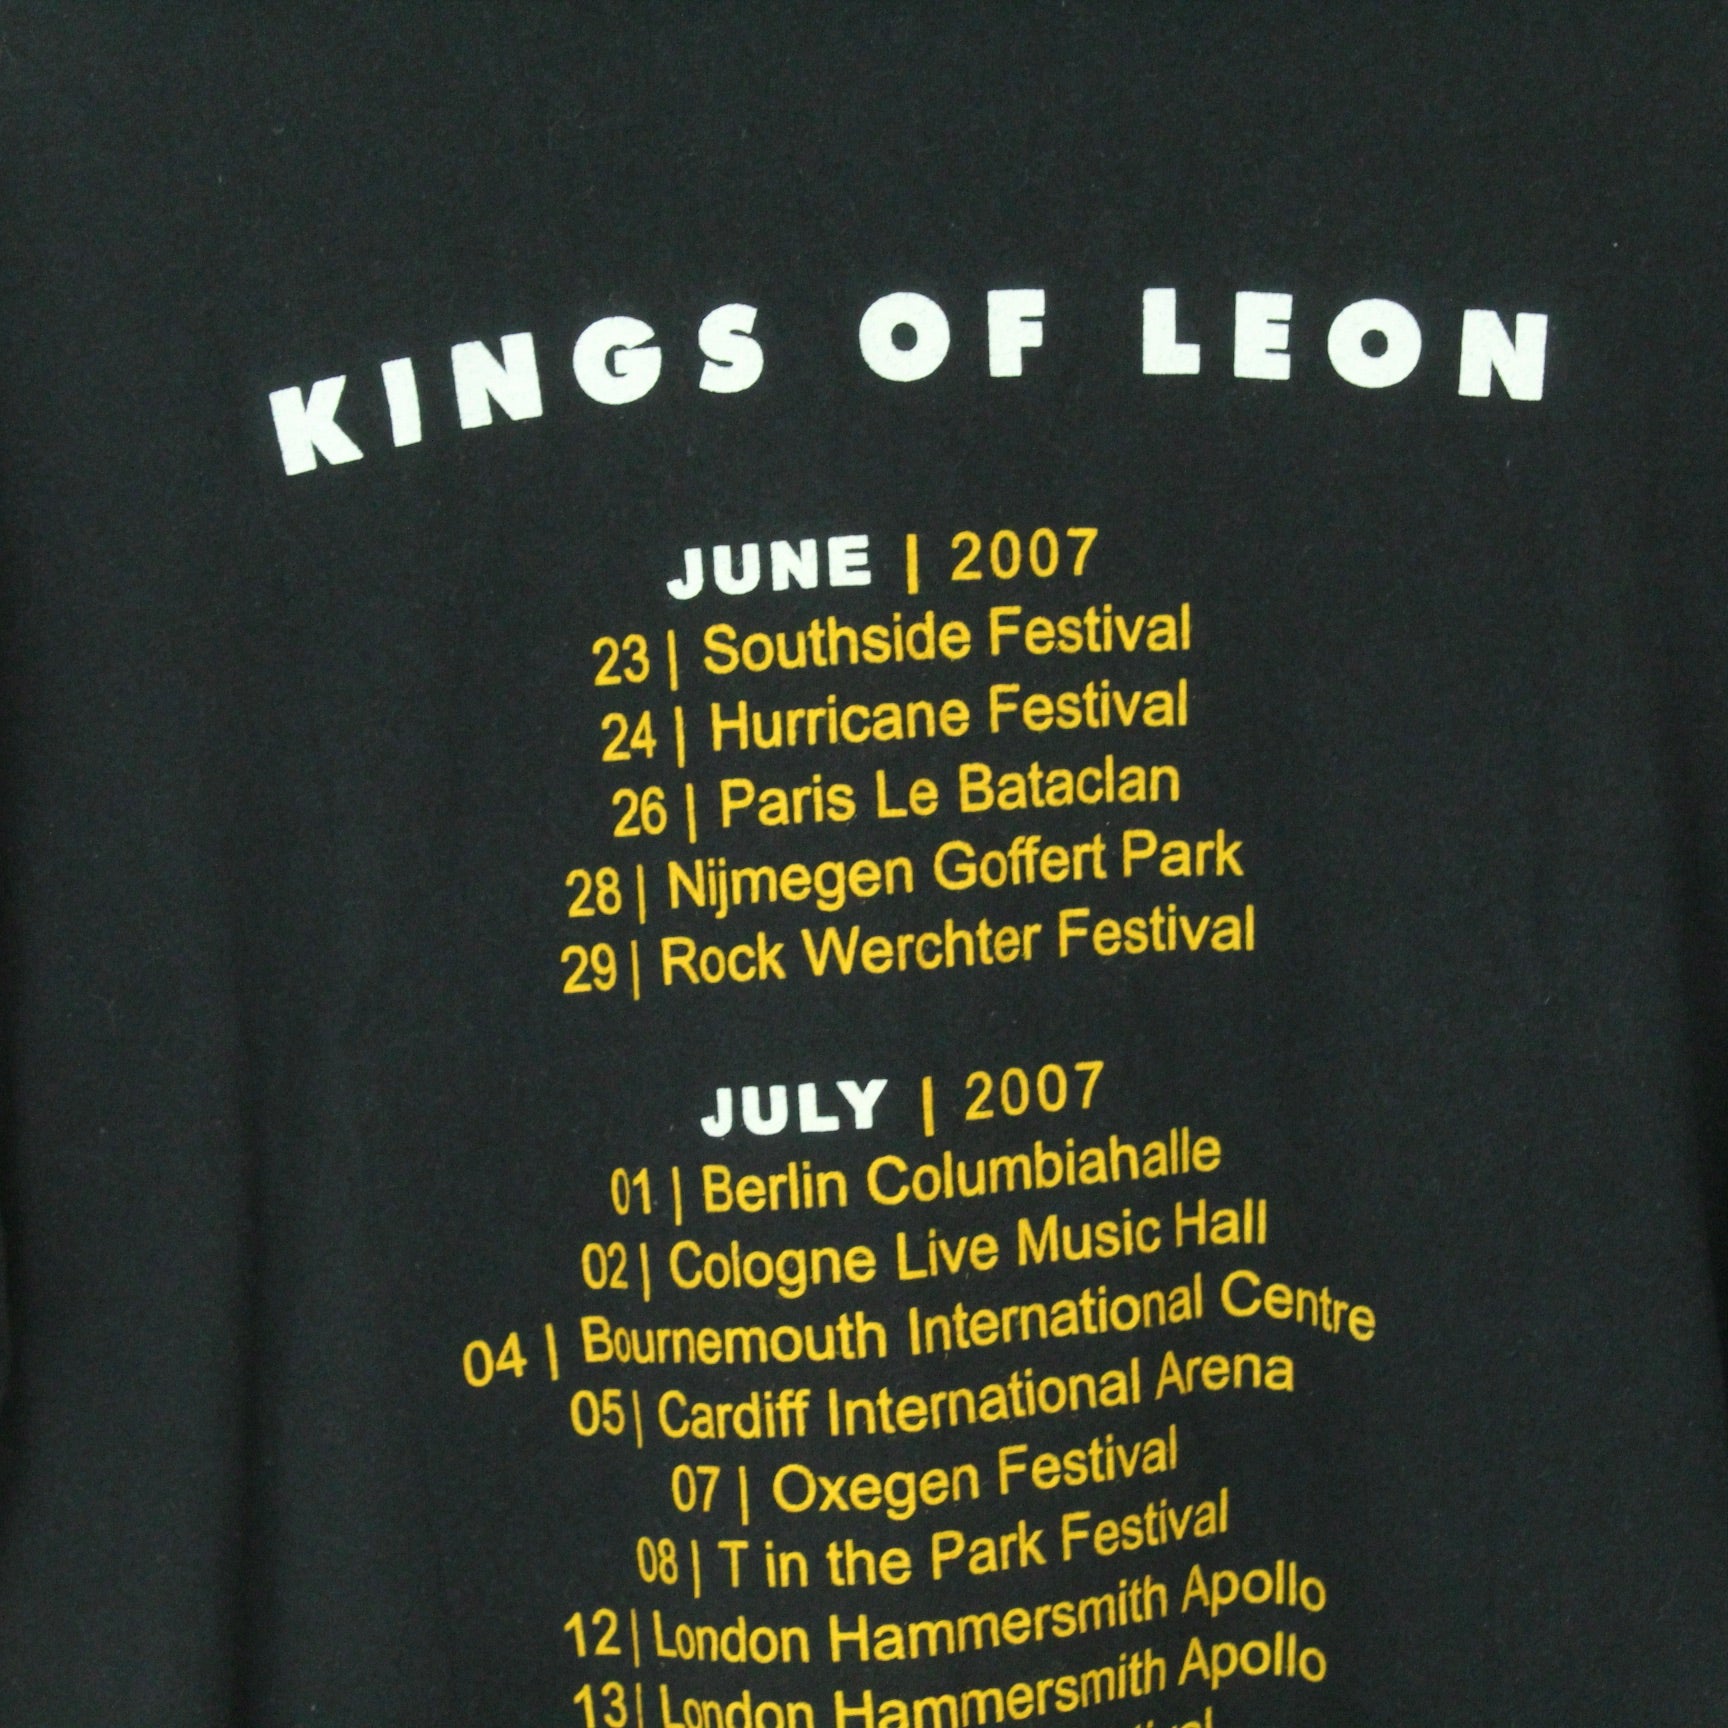 KINGS OF LEON
JUNE | 2007
23 | Southside Festival
24 | Hurricane Festival
26 | Paris Le Bataclan
28 | Nijmegen Goffert Park
29 | Rock Werchter Festival
JULY | 2007
01 | Berlin Columbiahalle
02 | Cologne Live Music Hall
04 | Bournemouth International Centre
05 | Cardiff International Arena
07 | Oxegen Festival
08 | T in the Park Festival
12 | London Hammersmith Apollo
13 | London Hammersmith Apollo